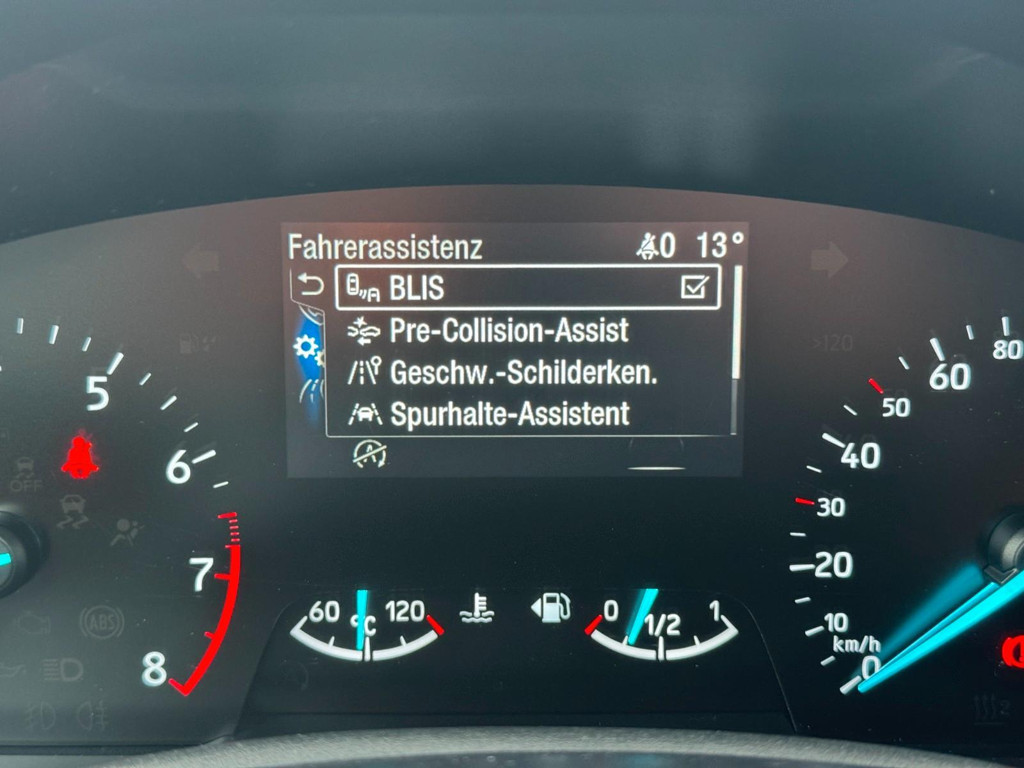 Fahrerassistenz 0 13°
BLIS
Pre-Collision-Assist
Geschw.-Schilderken.
Spurhalte-Assistent
A
5
6
7
8
OFF
ABS
60 °C 120
0 1/2 1
>120
80
60
50
40
30
20
10
km/h
0